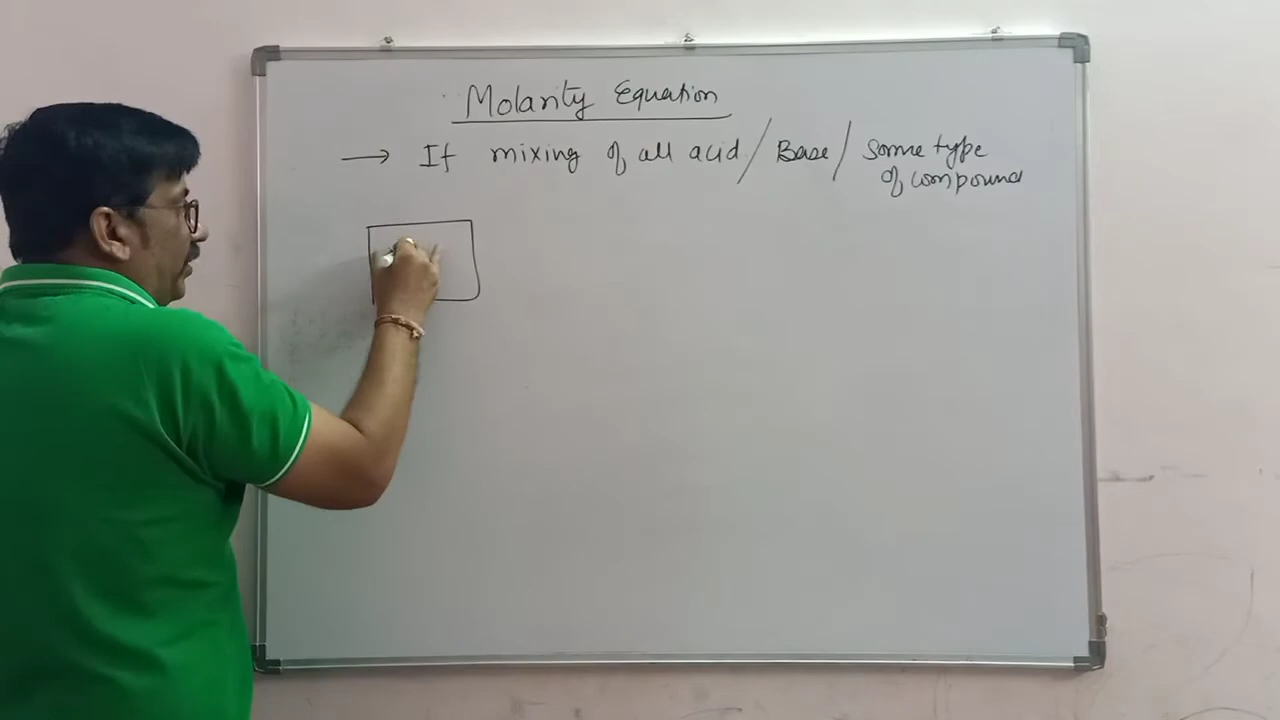 Molarity Equation
→ If mixing of all acid / Base / Same type
of compound